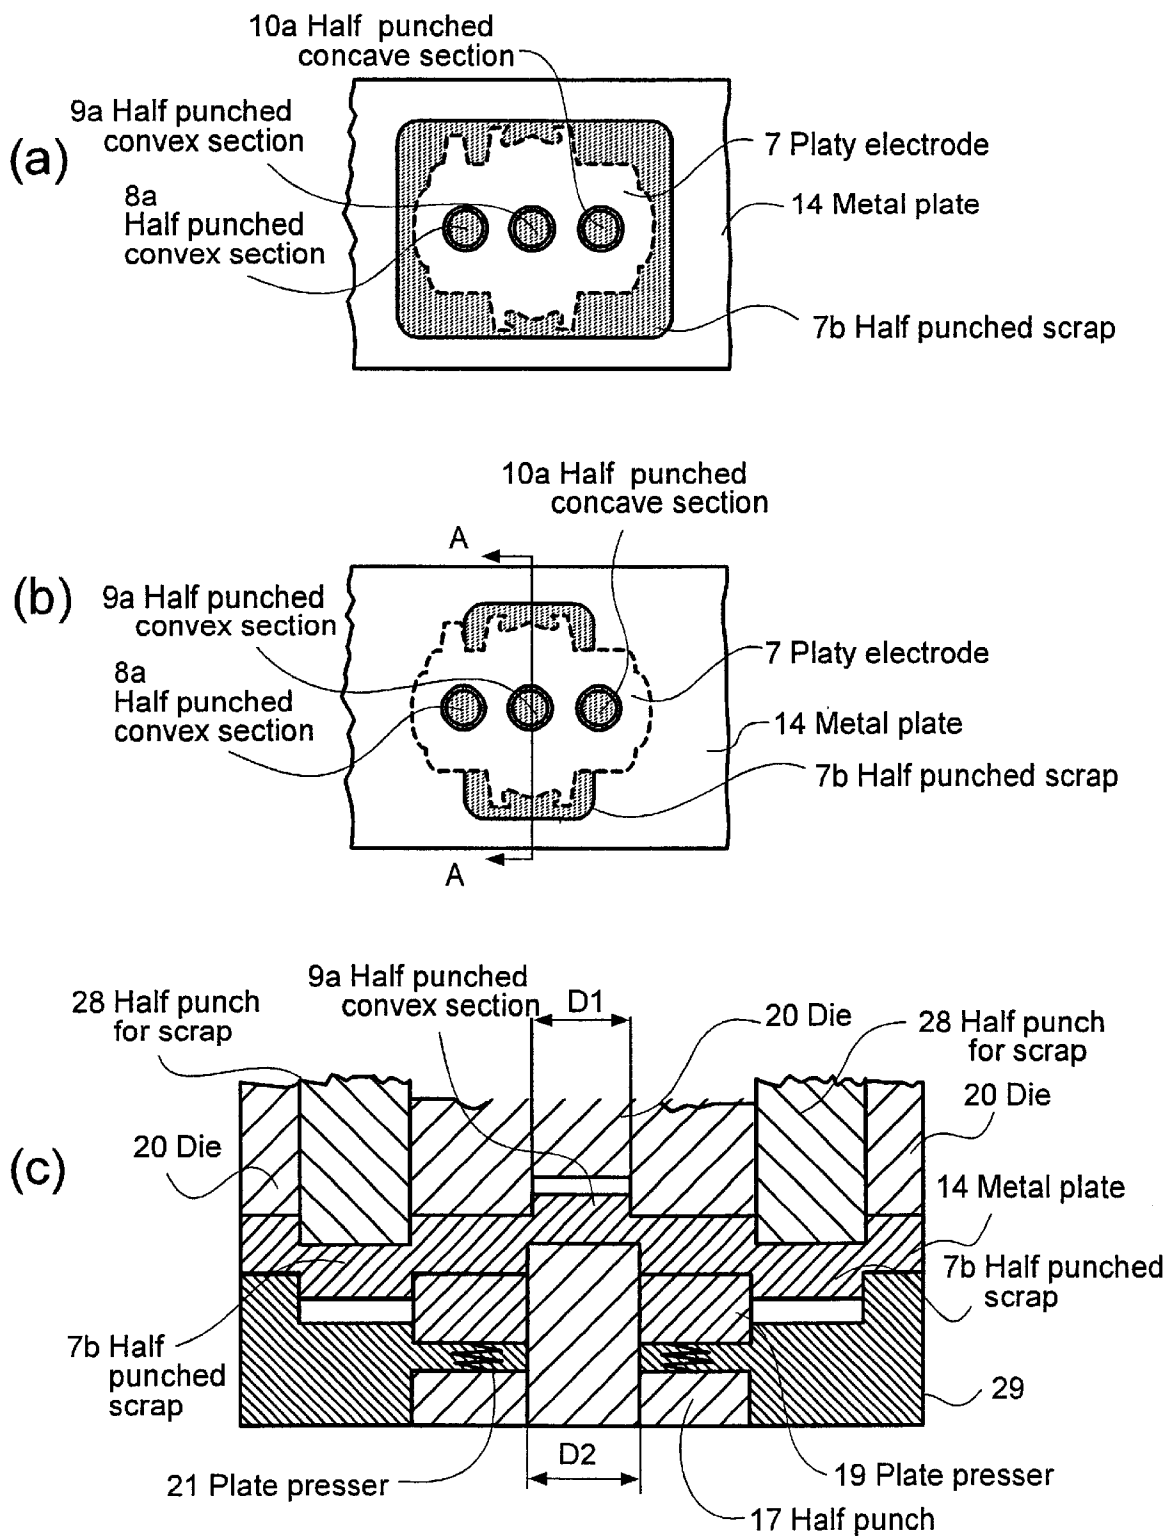 10a Half punched
concave section
9a Half punched
convex section
(a)
7 Platy electrode
8a
Half punched
convex section
14 Metal plate
7b Half punched scrap
10a Half punched
concave section
A
(b)
9a Half punched
convex section
7 Platy electrode
8a
Half punched
convex section
14 Metal plate
7b Half punched scrap
A
9a Half punched
convex section
28 Half punch
for scrap
D1
20 Die
28 Half punch
for scrap
20 Die
20 Die
(c)
14 Metal plate
7b Half punched
scrap
7b Half
punched
scrap
29
D2
21 Plate presser
19 Plate presser
17 Half punch